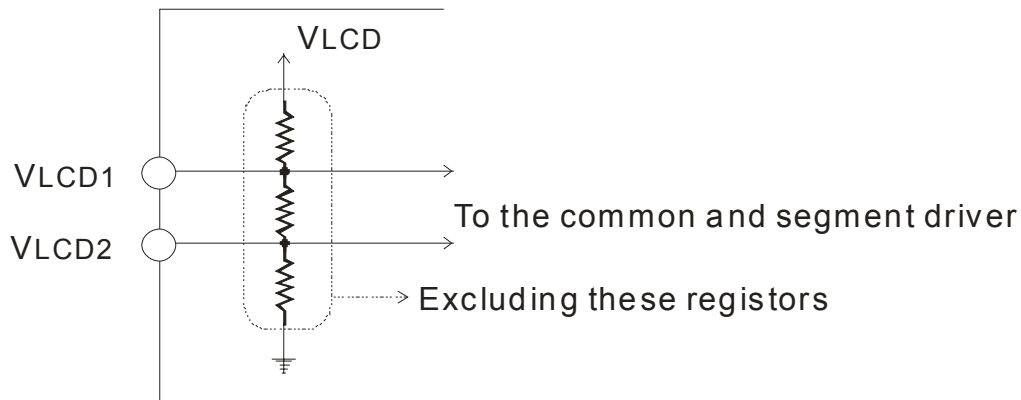 VLCD
VLCD1
To the common and segment driver
VLCD2
Excluding these registors